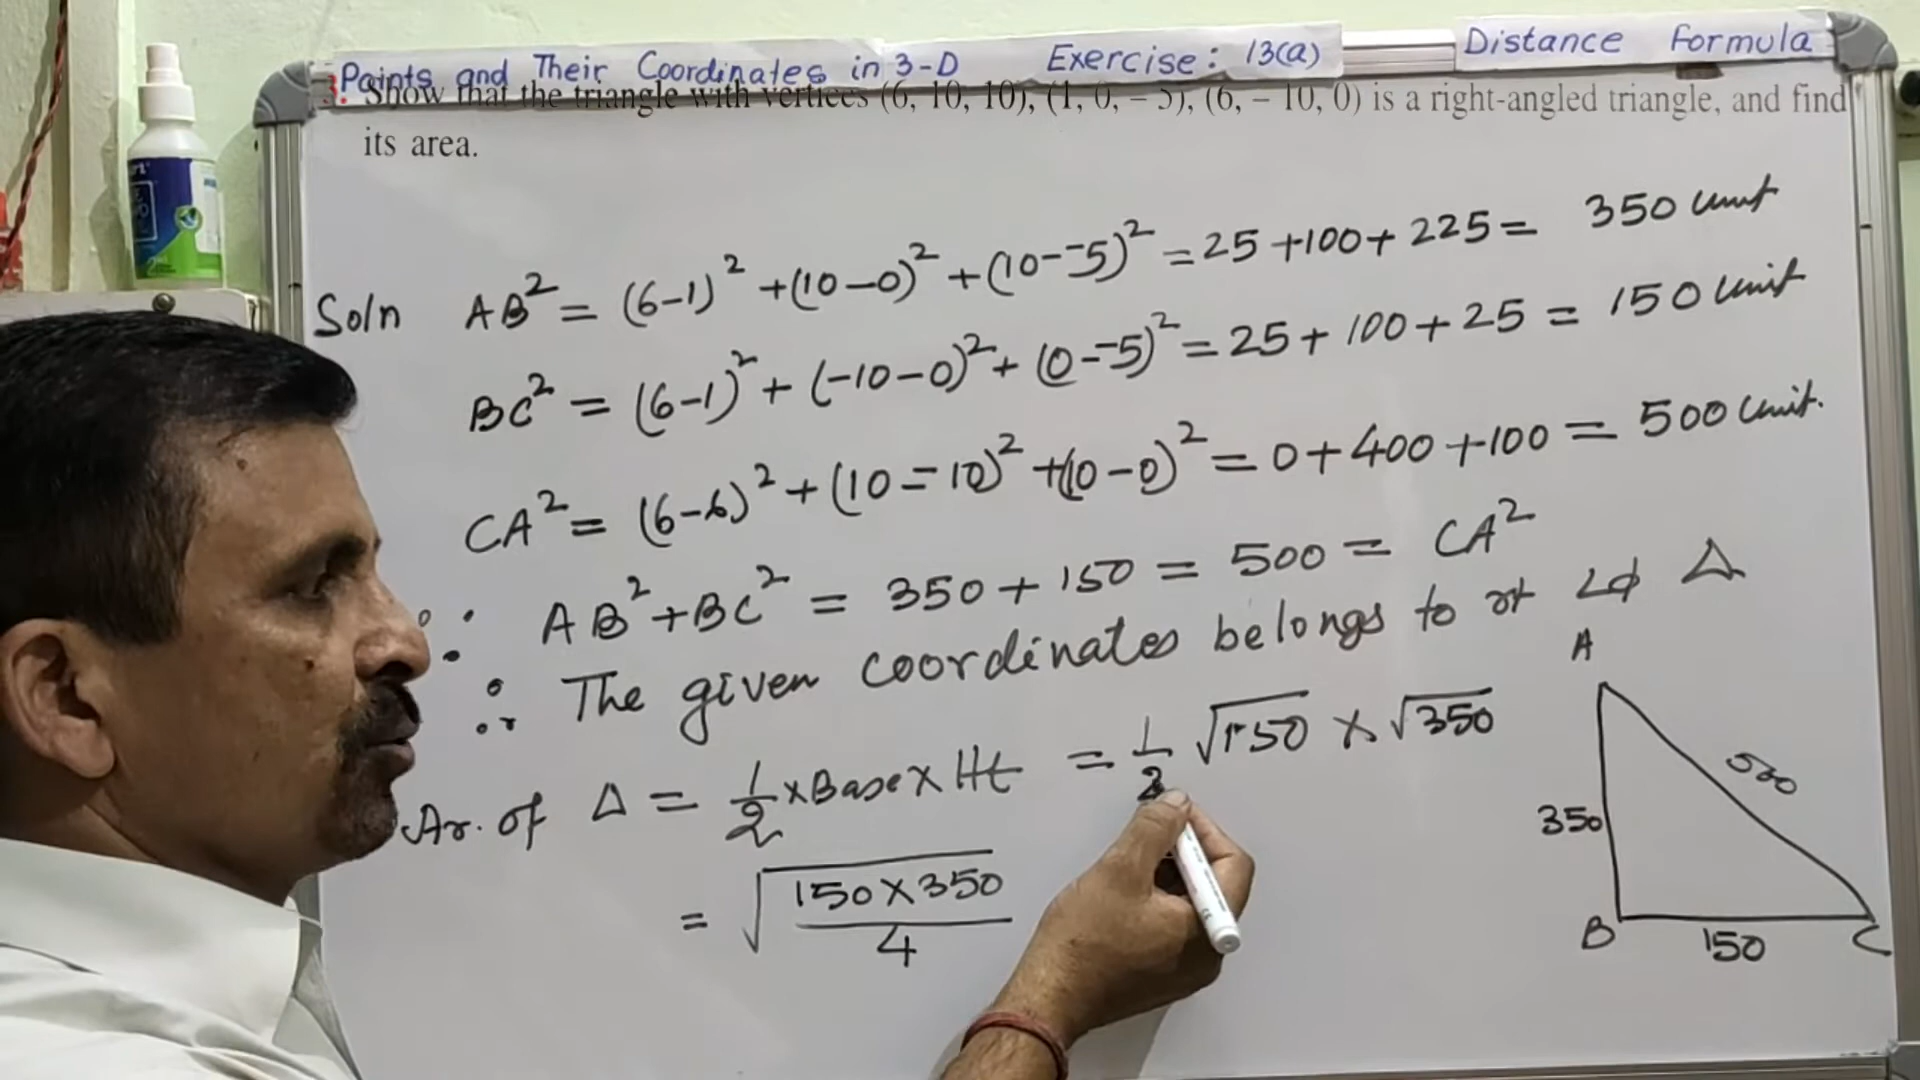 Points and Their Coordinates in 3-D Exercise: 13(a) Distance Formula
3. Show that the triangle with vertices (6, 10, 10), (1, 0, – 5), (6, – 10, 0) is a right-angled triangle, and find
its area.
Soln AB² = (6-1)² + (10-0)² + (10--5)² = 25 + 100 + 225 = 350 unit
BC² = (6-1)² + (-10-0)² + (0--5)² = 25 + 100 + 25 = 150 unit
CA² = (6-6)² + (10--10)² + (10-0)² = 0 + 400 + 100 = 500 unit.
∵ AB² + BC² = 350 + 150 = 500 = CA²
∴ The given coordinates belongs to rt ∠d Δ
Ar. of Δ = 1/2 × Base × Ht = 1/2 √150 × √350
= √(150 × 350 / 4)
A
500
350
B 150 C